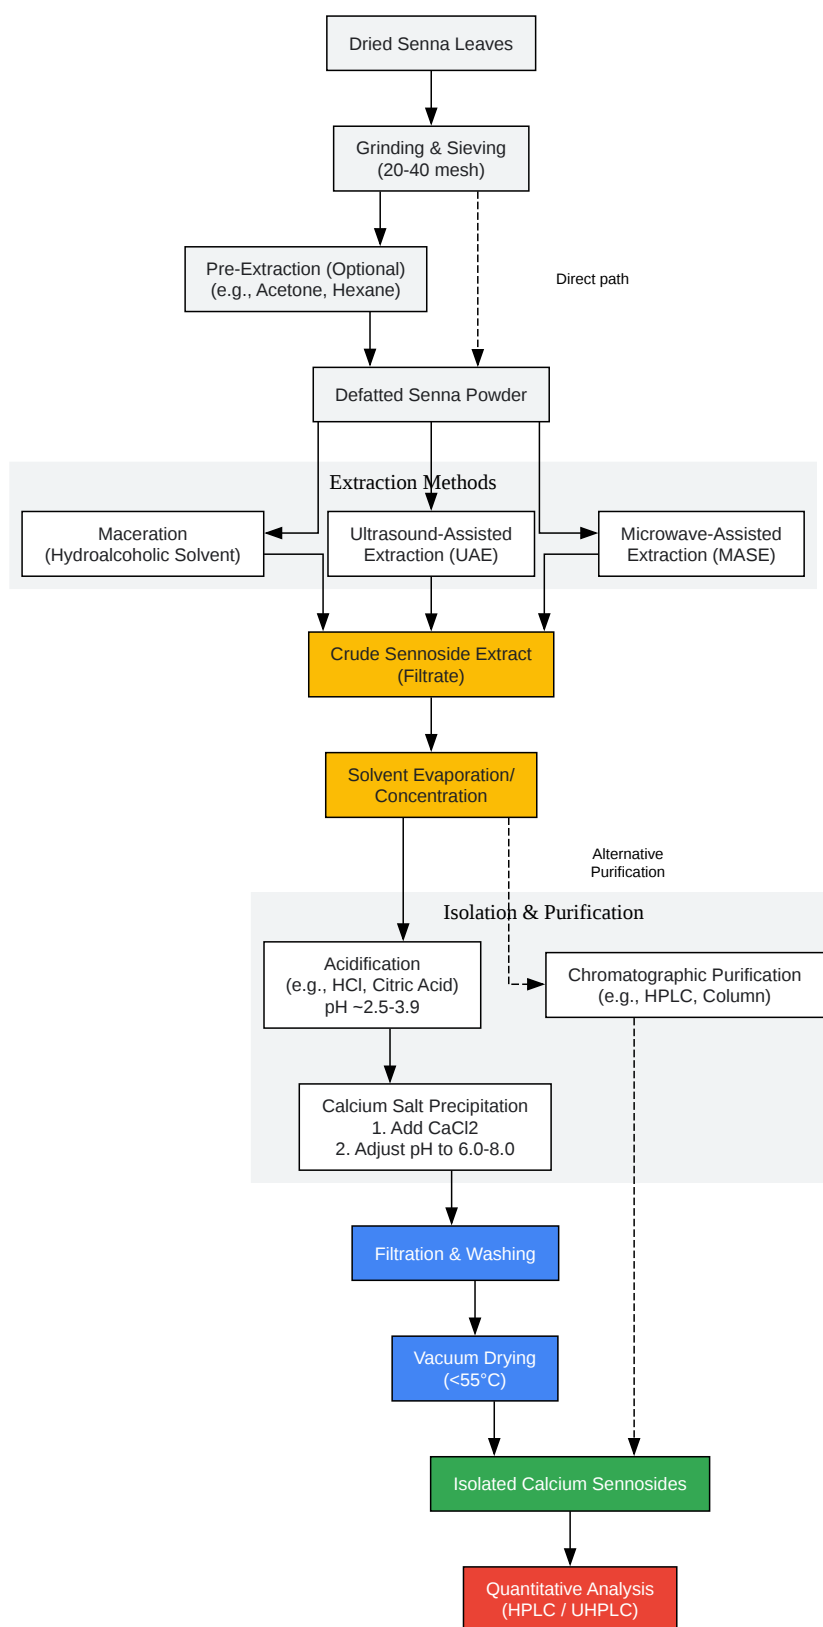 Dried Senna Leaves
Grinding & Sieving
(20-40 mesh)
Pre-Extraction (Optional)
(e.g., Acetone, Hexane)
Direct path
Defatted Senna Powder
Extraction Methods
Maceration
(Hydroalcoholic Solvent)
Ultrasound-Assisted
Extraction (UAE)
Microwave-Assisted
Extraction (MASE)
Crude Sennoside Extract
(Filtrate)
Solvent Evaporation/
Concentration
Alternative
Purification
Isolation & Purification
Acidification
(e.g., HCl, Citric Acid)
pH ~2.5-3.9
Chromatographic Purification
(e.g., HPLC, Column)
Calcium Salt Precipitation
1. Add CaCl2
2. Adjust pH to 6.0-8.0
Filtration & Washing
Vacuum Drying
(<55°C)
Isolated Calcium Sennosides
Quantitative Analysis
(HPLC / UHPLC)